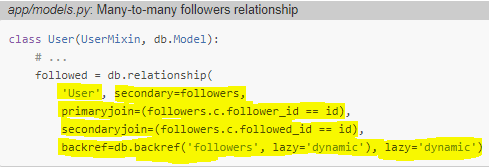 app/models.py: Many-to-many followers relationship
class User(UserMixin, db.Model):
    # ...
    followed = db.relationship(
        'User', secondary=followers,
        primaryjoin=(followers.c.follower_id == id),
        secondaryjoin=(followers.c.followed_id == id),
        backref=db.backref('followers', lazy='dynamic'), lazy='dynamic')